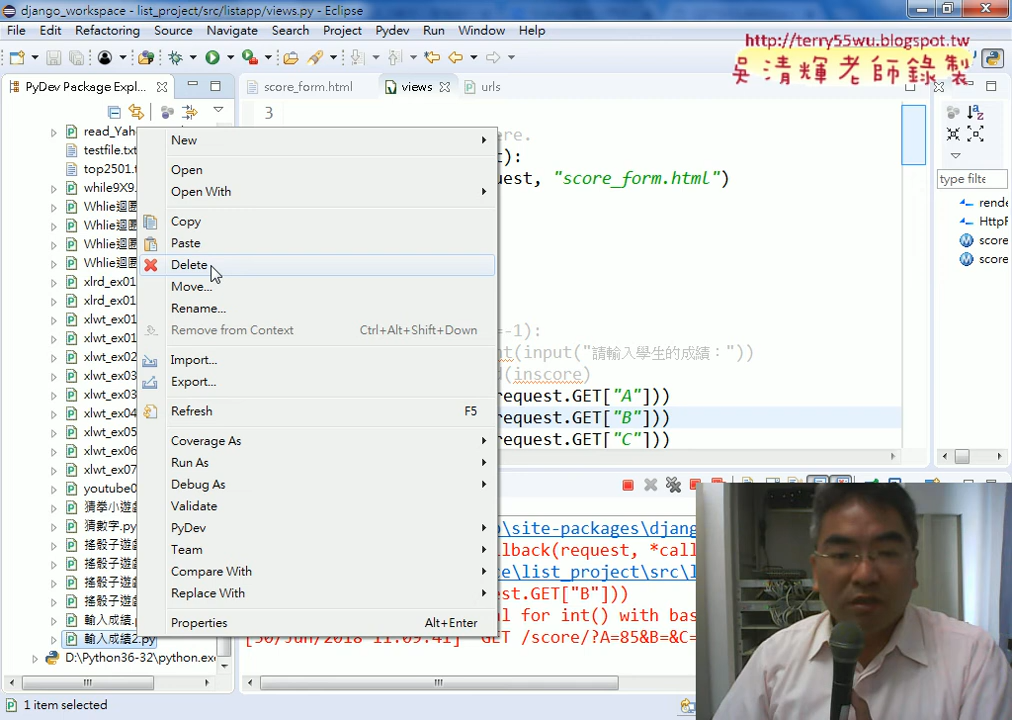 django_workspace - list_project/src/listapp/views.py - Eclipse
File Edit Refactoring Source Navigate Search Project Pydev Run Window Help
http://terry55wu.blogspot.tw
吳清輝老師錄製
PyDev Package Expl...
score_form.html
views
urls
3
read_Yah
testfile.txt
top2501.t
while9X9.
Whlie迴圈
Whlie迴圈
Whlie迴圈
Whlie迴圈
xlrd_ex01
xlrd_ex01
xlwt_ex01
xlwt_ex01
xlwt_ex02
xlwt_ex03
xlwt_ex03
xlwt_ex04
xlwt_ex05
xlwt_ex06
xlwt_ex07
youtube0
猜拳小遊戲
猜數字.py
搖骰子遊戲
搖骰子遊戲
搖骰子遊戲
搖骰子遊戲
輸入成績.
輸入成績2.py
D:\Python36-32\python.exe
New
Open
Open With
Copy
Paste
Delete
Move...
Rename...
Remove from Context Ctrl+Alt+Shift+Down
Import...
Export...
Refresh F5
Coverage As
Run As
Debug As
Validate
PyDev
Team
Compare With
Replace With
Properties Alt+Enter
ere.
t):
uest, "score_form.html")
=-1):
nt(input("請輸入學生的成績："))
d(inscore)
request.GET["A"]))
request.GET["B"]))
request.GET["C"]))
type filte
rende
HttpR
score
score
\site-packages\djang
llback(request, *call
e\list_project\src\l
st.GET["B"]))
al for int() with bas
[30/Jun/2018 11:09:41] "GET /score/?A=85&B=&C=
1 item selected